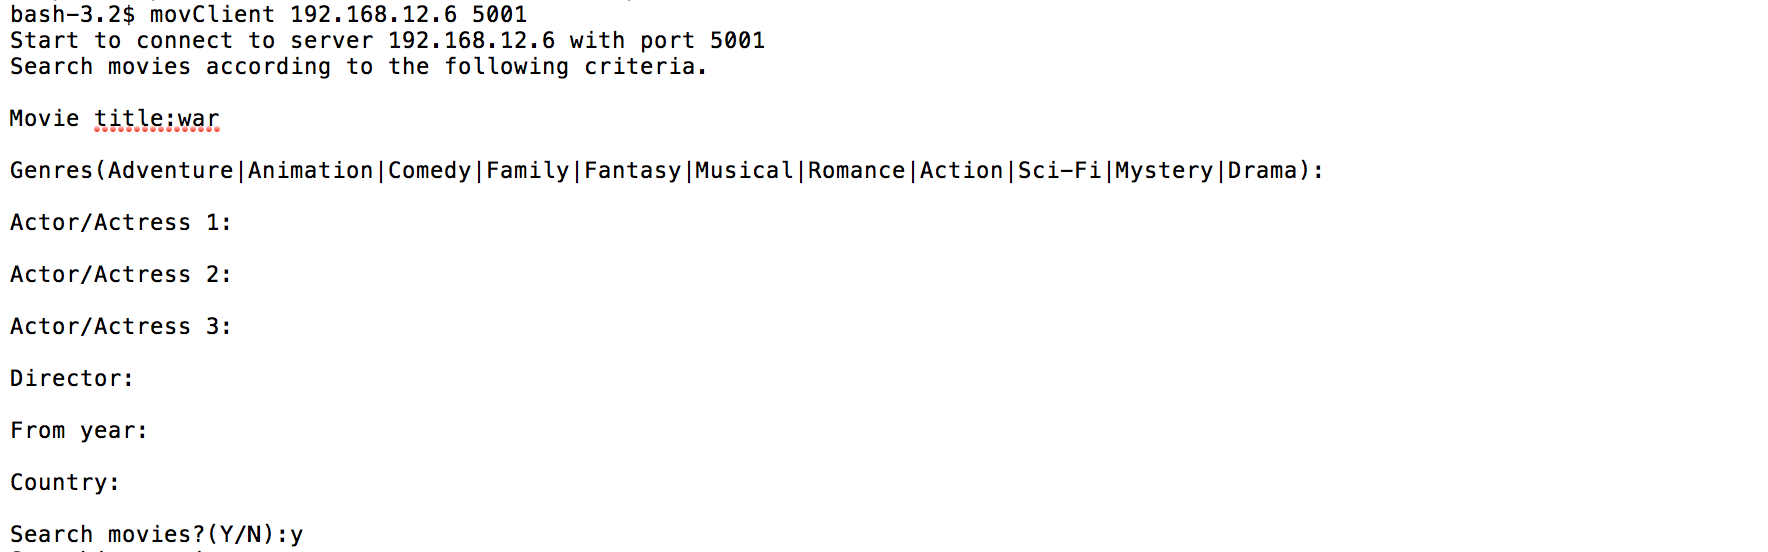 bash-3.2$ movClient 192.168.12.6 5001
Start to connect to server 192.168.12.6 with port 5001
Search movies according to the following criteria.
Movie title:war
Genres(Adventure|Animation|Comedy|Family|Fantasy|Musical|Romance|Action|Sci-Fi|Mystery|Drama):
Actor/Actress 1:
Actor/Actress 2:
Actor/Actress 3:
Director:
From year:
Country:
Search movies?(Y/N):y